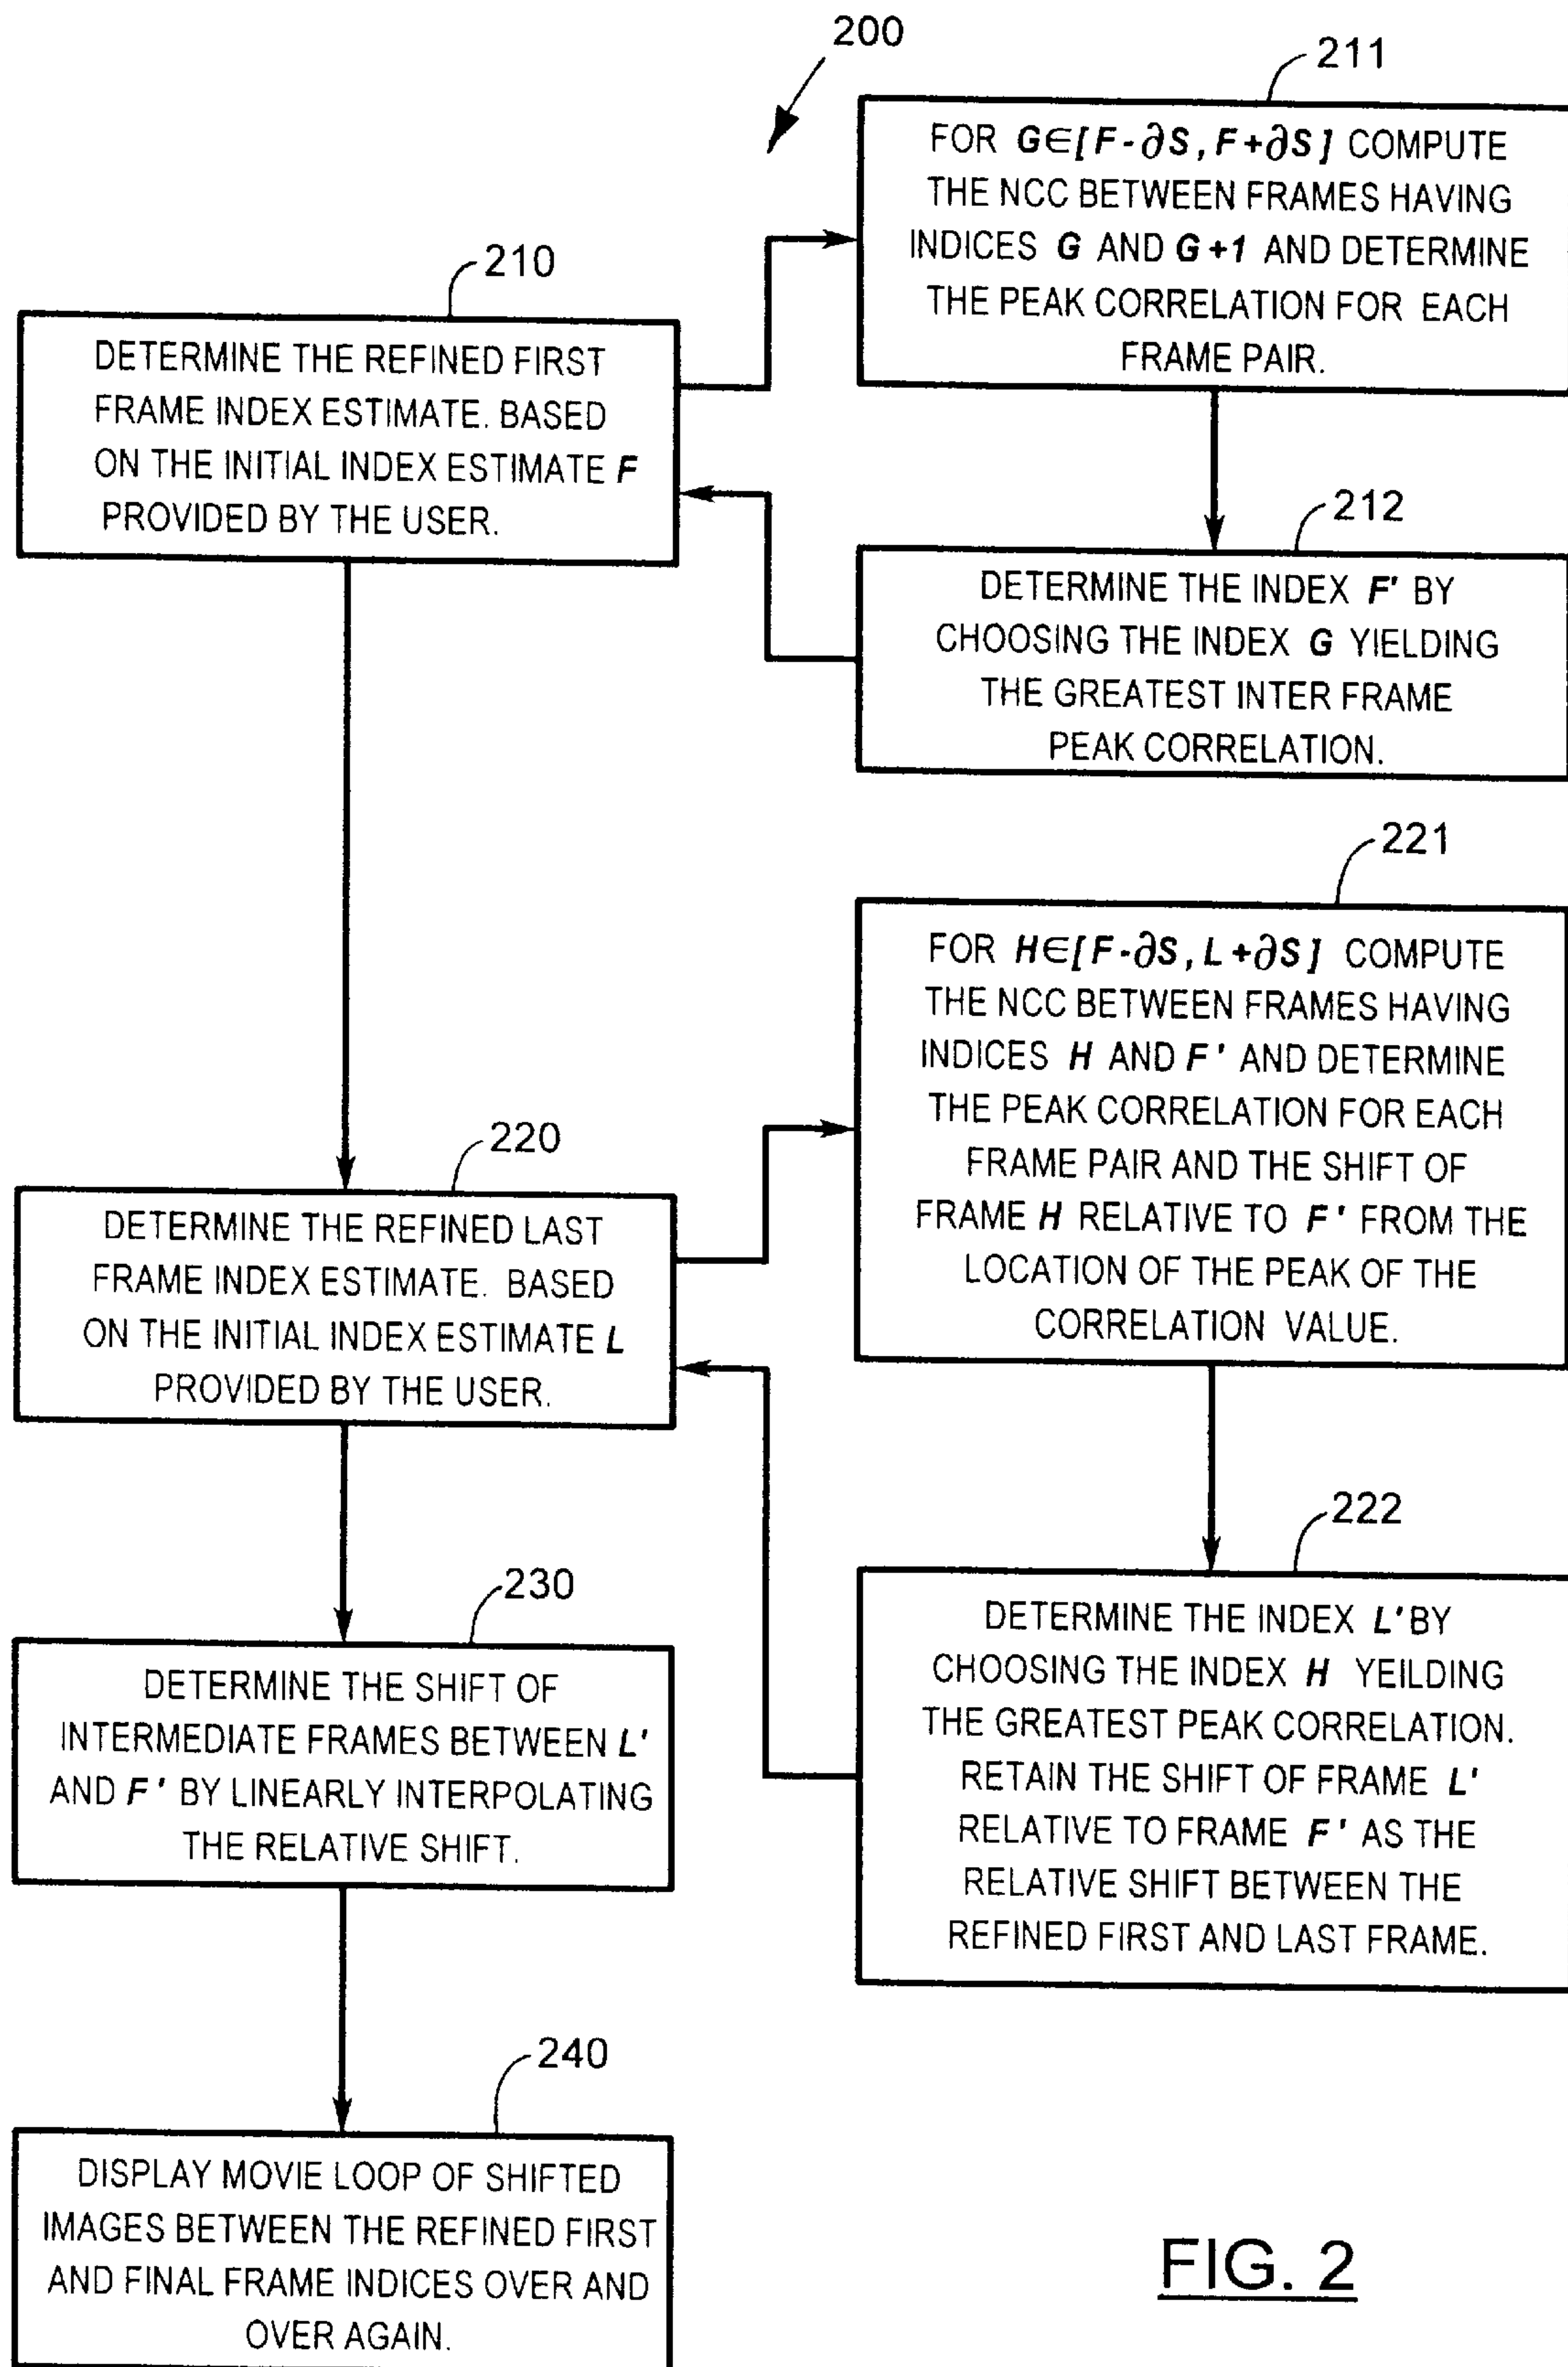 200
211
FOR G∈[F-∂S, F+∂S] COMPUTE
THE NCC BETWEEN FRAMES HAVING
INDICES G AND G+1 AND DETERMINE
THE PEAK CORRELATION FOR EACH
FRAME PAIR.
210
DETERMINE THE REFINED FIRST
FRAME INDEX ESTIMATE. BASED
ON THE INITIAL INDEX ESTIMATE F
PROVIDED BY THE USER.
212
DETERMINE THE INDEX F' BY
CHOOSING THE INDEX G YIELDING
THE GREATEST INTER FRAME
PEAK CORRELATION.
221
FOR H∈[F-∂S, L+∂S] COMPUTE
THE NCC BETWEEN FRAMES HAVING
INDICES H AND F' AND DETERMINE
THE PEAK CORRELATION FOR EACH
FRAME PAIR AND THE SHIFT OF
FRAME H RELATIVE TO F' FROM THE
LOCATION OF THE PEAK OF THE
CORRELATION VALUE.
220
DETERMINE THE REFINED LAST
FRAME INDEX ESTIMATE. BASED
ON THE INITIAL INDEX ESTIMATE L
PROVIDED BY THE USER.
222
DETERMINE THE INDEX L' BY
CHOOSING THE INDEX H YEILDING
THE GREATEST PEAK CORRELATION.
RETAIN THE SHIFT OF FRAME L'
RELATIVE TO FRAME F' AS THE
RELATIVE SHIFT BETWEEN THE
REFINED FIRST AND LAST FRAME.
230
DETERMINE THE SHIFT OF
INTERMEDIATE FRAMES BETWEEN L'
AND F' BY LINEARLY INTERPOLATING
THE RELATIVE SHIFT.
240
DISPLAY MOVIE LOOP OF SHIFTED
IMAGES BETWEEN THE REFINED FIRST
AND FINAL FRAME INDICES OVER AND
OVER AGAIN.
FIG. 2